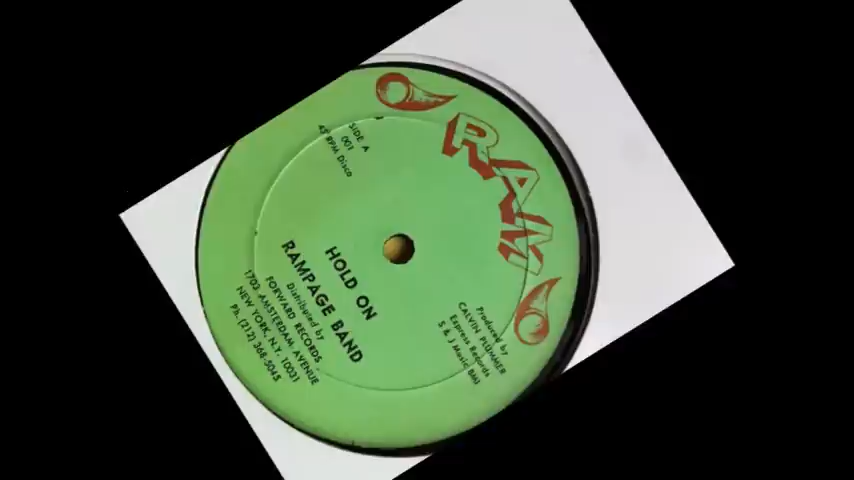 RAM
SIDE A
001
45 RPM Disco
Produced by
CALVIN PLUMMER
Express Records
S & J Music BMI
HOLD ON
RAMPAGE BAND
Distributed by
FORWARD RECORDS
1703 AMSTERDAM AVENUE
NEW YORK, N.Y. 10031
Ph. (212) 368-5045